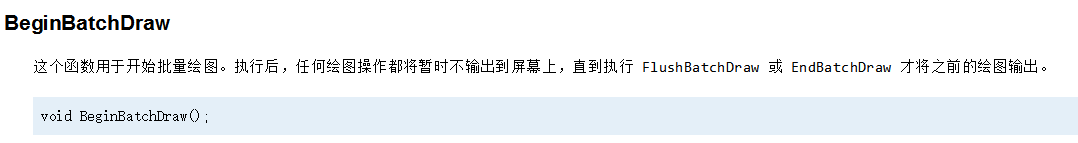 BeginBatchDraw
这个函数用于开始批量绘图。执行后，任何绘图操作都将暂时不输出到屏幕上，直到执行 FlushBatchDraw 或 EndBatchDraw 才将之前的绘图输出。
void BeginBatchDraw();